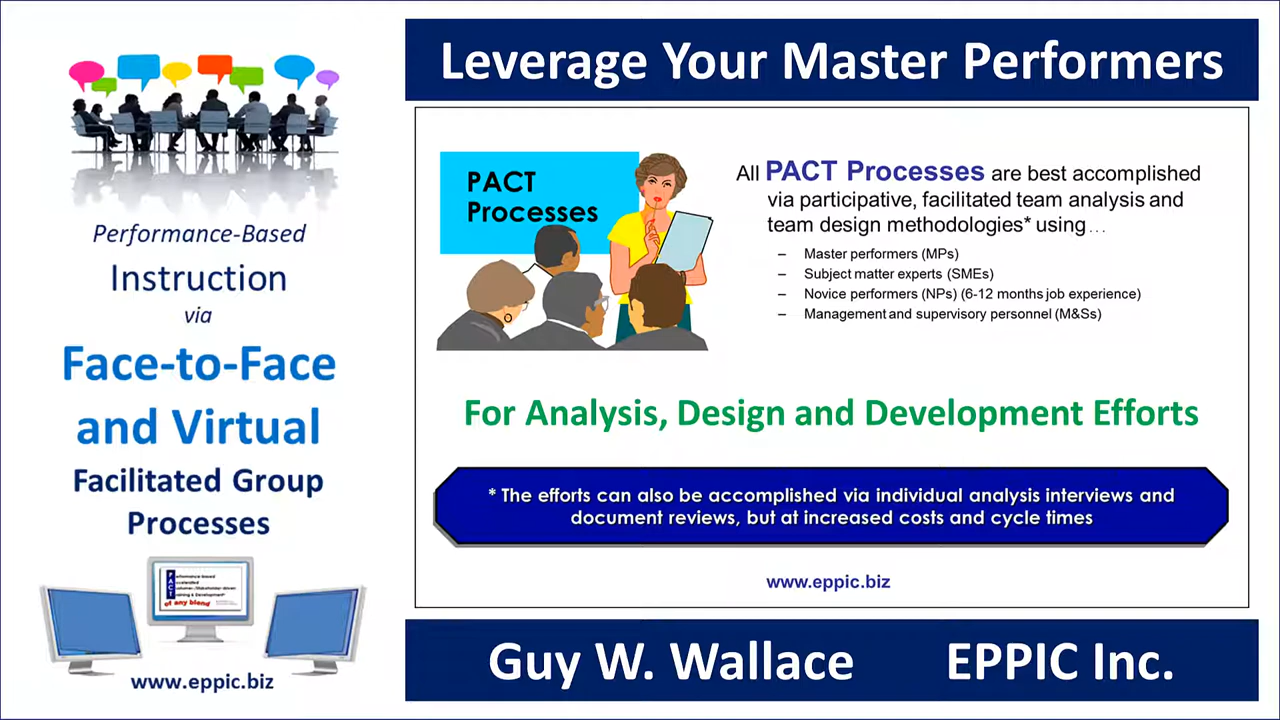 Performance-Based
Instruction
via
Face-to-Face
and Virtual
Facilitated Group
Processes
PACT
of any blend
www.eppic.biz
Leverage Your Master Performers
PACT
Processes
All PACT Processes are best accomplished
via participative, facilitated team analysis and
team design methodologies* using...
– Master performers (MPs)
– Subject matter experts (SMEs)
– Novice performers (NPs) (6-12 months job experience)
– Management and supervisory personnel (M&Ss)
For Analysis, Design and Development Efforts
* The efforts can also be accomplished via individual analysis interviews and
document reviews, but at increased costs and cycle times
www.eppic.biz
Guy W. Wallace EPPIC Inc.